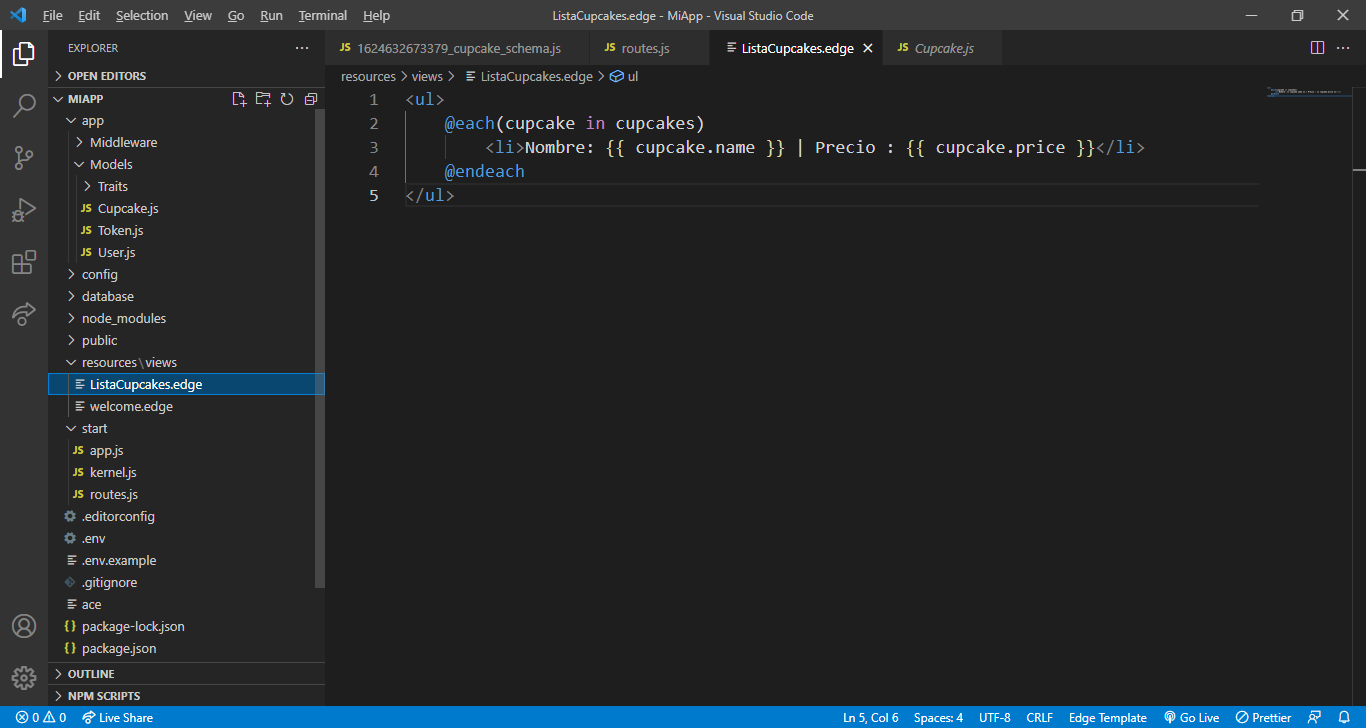 File Edit Selection View Go Run Terminal Help ListaCupcakes.edge - MiApp - Visual Studio Code
EXPLORER
JS 1624632673379_cupcake_schema.js JS routes.js ListaCupcakes.edge JS Cupcake.js
OPEN EDITORS
resources > views > ListaCupcakes.edge > ul
MIAPP
app
Middleware
Models
Traits
JS Cupcake.js
JS Token.js
JS User.js
config
database
node_modules
public
resources\views
ListaCupcakes.edge
welcome.edge
start
JS app.js
JS kernel.js
JS routes.js
.editorconfig
.env
.env.example
.gitignore
ace
{} package-lock.json
{} package.json
OUTLINE
NPM SCRIPTS
1 <ul>
2 @each(cupcake in cupcakes)
3 <li>Nombre: {{ cupcake.name }} | Precio : {{ cupcake.price }}</li>
4 @endeach
5 </ul>
0 0 Live Share Ln 5, Col 6 Spaces: 4 UTF-8 CRLF Edge Template Go Live Prettier